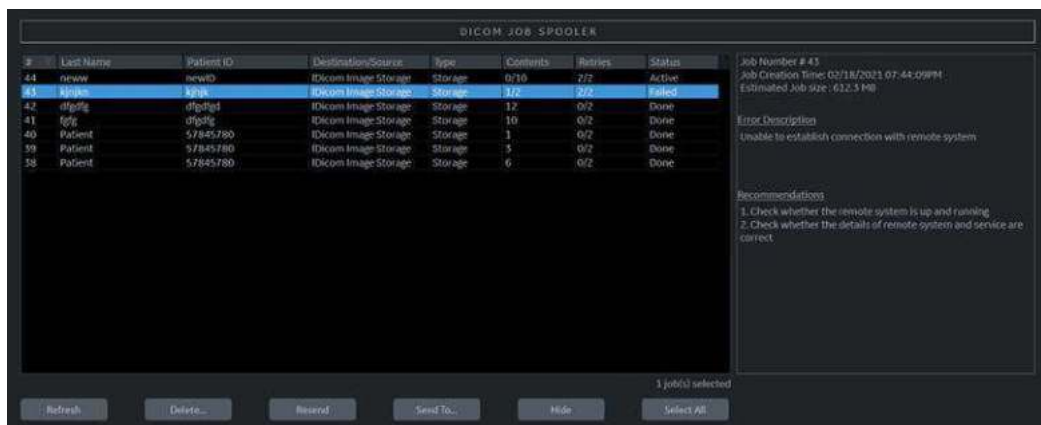 DICOM JOB SPOOLER
# Last Name Patient ID Destination/Source Type Contents Retries Status
44 neww newID IDicom Image Storage Storage 0/10 2/2 Active
43 kjnjkn kjhjk IDicom Image Storage Storage 1/2 2/2 Failed
42 dfgdfg dfgdfgd IDicom Image Storage Storage 12 0/2 Done
41 fgfg dfgdfg IDicom Image Storage Storage 10 0/2 Done
40 Patient 57845780 IDicom Image Storage Storage 1 0/2 Done
39 Patient 57845780 IDicom Image Storage Storage 3 0/2 Done
38 Patient 57845780 IDicom Image Storage Storage 6 0/2 Done
1 job(s) selected
Job Number # 43
Job Creation Time: 02/18/2021 07:44:09PM
Estimated Job size : 612.3 MB
Error Description
Unable to establish connection with remote system
Recommendations
1. Check whether the remote system is up and running
2. Check whether the details of remote system and service are
correct
Refresh Delete... Resend Send To... Hide Select All